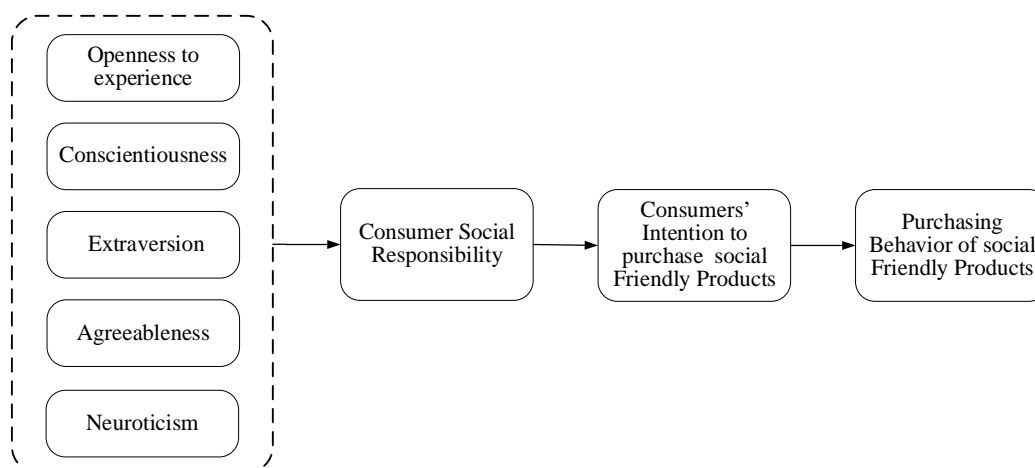 Openness to
experience
Conscientiousness
Extraversion
Agreeableness
Neuroticism
Consumer Social
Responsibility
Consumers’
Intention to
purchase social
Friendly Products
Purchasing
Behavior of social
Friendly Products